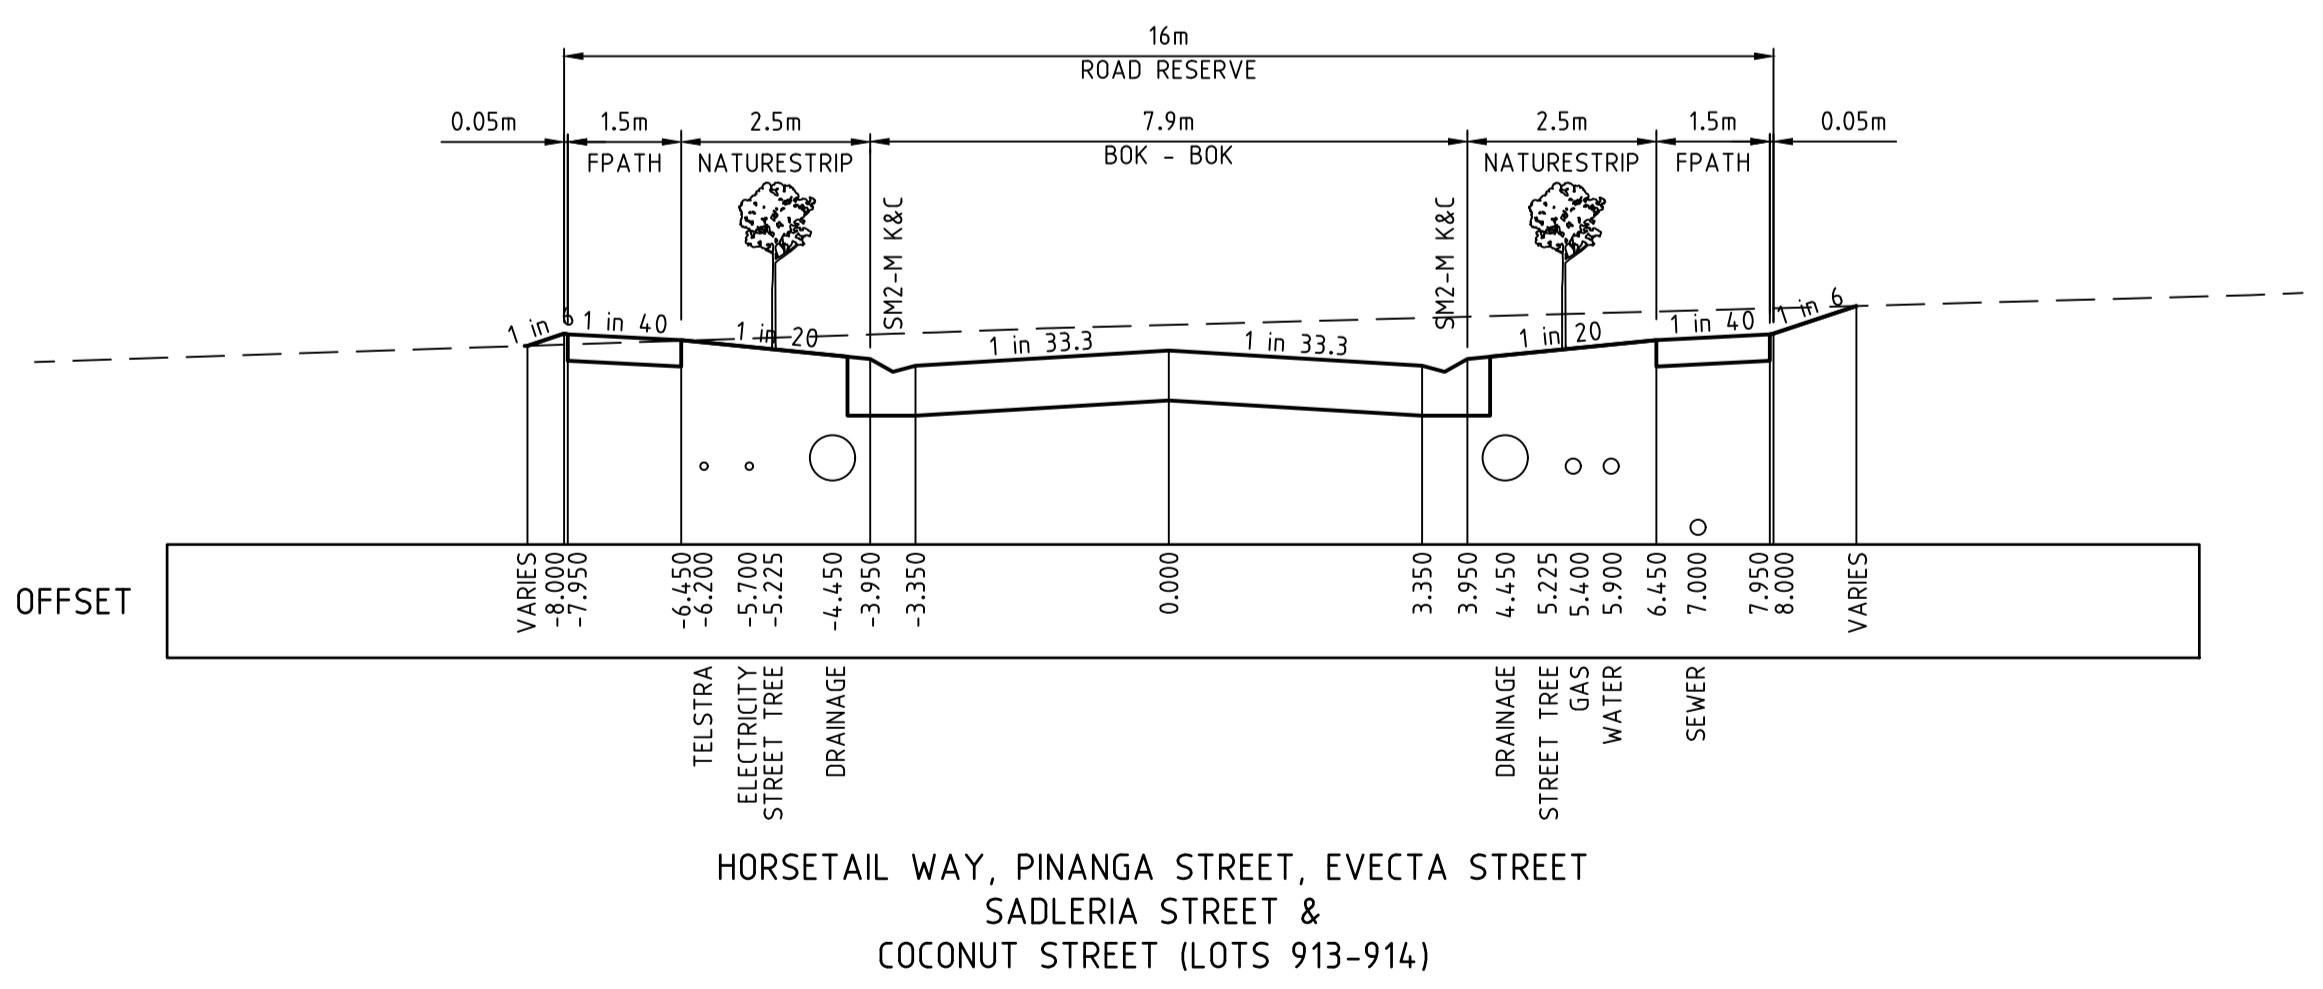 16m
ROAD RESERVE
0.05m 1.5m 2.5m 7.9m 2.5m 1.5m 0.05m
FPATH NATURESTRIP BOK - BOK NATURESTRIP FPATH
SM2-M K&C SM2-M K&C
1 in 6 1 in 40 1 in 20 1 in 33.3 1 in 33.3 1 in 20 1 in 40 1 in 6
OFFSET
VARIES
-8.000
-7.950
-6.450
-6.200
-5.700
-5.225
-4.450
-3.950
-3.350
0.000
3.350
3.950
4.450
5.225
5.400
5.900
6.450
7.000
7.950
8.000
VARIES
TELSTRA
ELECTRICITY
STREET TREE
DRAINAGE
DRAINAGE
STREET TREE
GAS
WATER
SEWER
HORSETAIL WAY, PINANGA STREET, EVECTA STREET
SADLERIA STREET &
COCONUT STREET (LOTS 913-914)